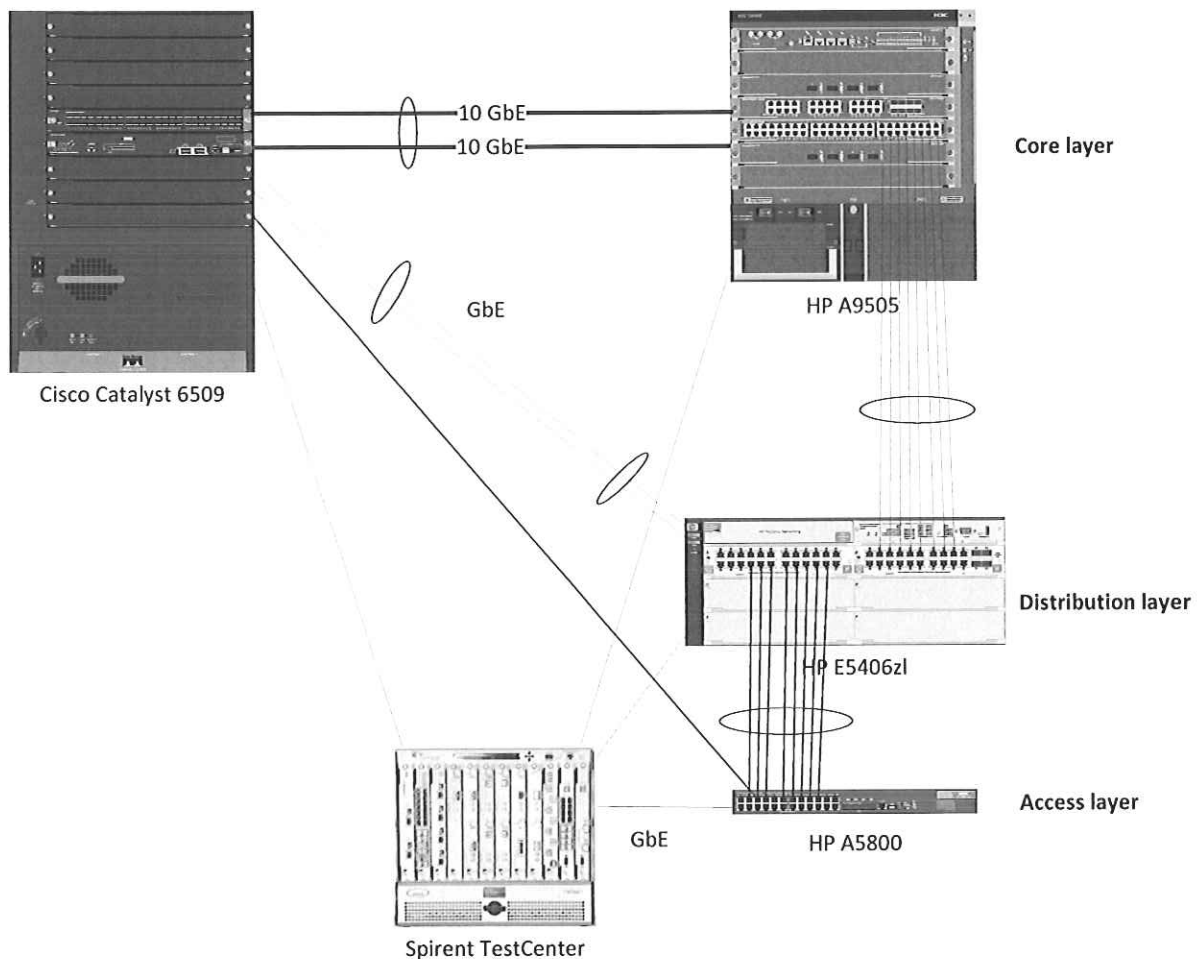 10 GbE
10 GbE
Core layer
HP A9505
GbE
Cisco Catalyst 6509
Distribution layer
HP E5406zl
Access layer
GbE
HP A5800
Spirent TestCenter